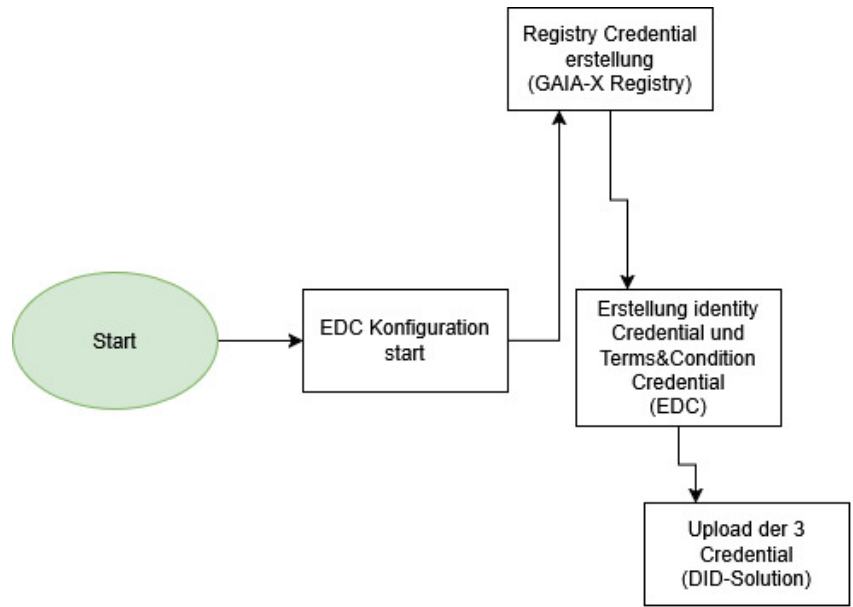 Registry Credential
erstellung
(GAIA-X Registry)
Start
EDC Konfiguration
start
Erstellung identity
Credential und
Terms&Condition
Credential
(EDC)
Upload der 3
Credential
(DID-Solution)